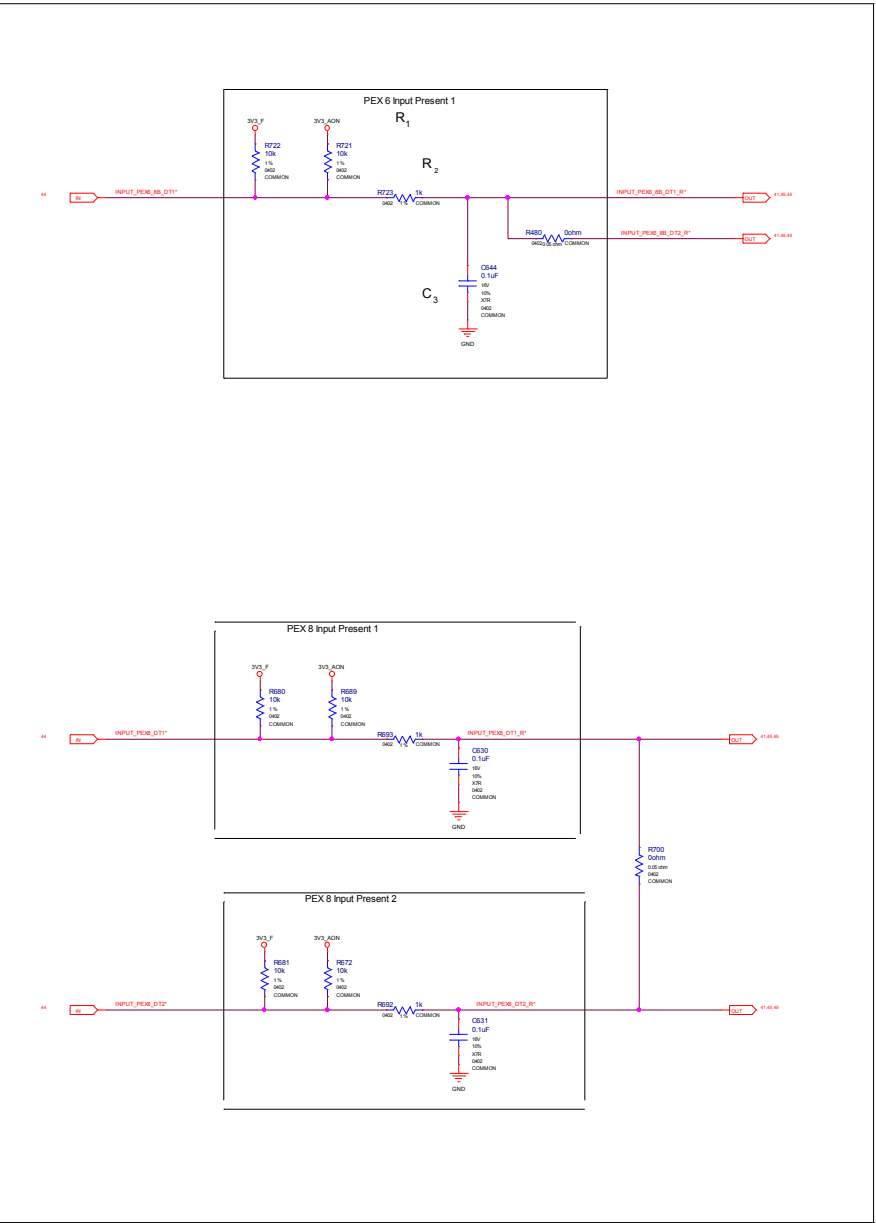 PEX 6 Input Present 1
R1
3V3_F
3V3_AON
R722
10k
1 %
0402
COMMON
R721
10k
1 %
0402
COMMON
R2
44
IN
INPUT_PEX6_8B_DT1*
R723
1k
0402
1 %
COMMON
INPUT_PEX6_8B_DT1_R*
OUT
41,45,45
R480
0ohm
0402
0.05 ohm
COMMON
INPUT_PEX6_8B_DT2_R*
OUT
41,45,45
C3
C644
0.1uF
16V
10%
X7R
0402
COMMON
GND
PEX 8 Input Present 1
3V3_F
3V3_AON
R680
10k
1 %
0402
COMMON
R689
10k
1 %
0402
COMMON
44
IN
INPUT_PEX8_DT1*
R693
1k
0402
1 %
COMMON
INPUT_PEX8_DT1_R*
OUT
41,45,45
C630
0.1uF
16V
10%
X7R
0402
COMMON
GND
R700
0ohm
0.05 ohm
0402
COMMON
PEX 8 Input Present 2
3V3_F
3V3_AON
R681
10k
1 %
0402
COMMON
R672
10k
1 %
0402
COMMON
44
IN
INPUT_PEX8_DT2*
R692
1k
0402
1 %
COMMON
INPUT_PEX8_DT2_R*
OUT
41,45,45
C631
0.1uF
16V
10%
X7R
0402
COMMON
GND